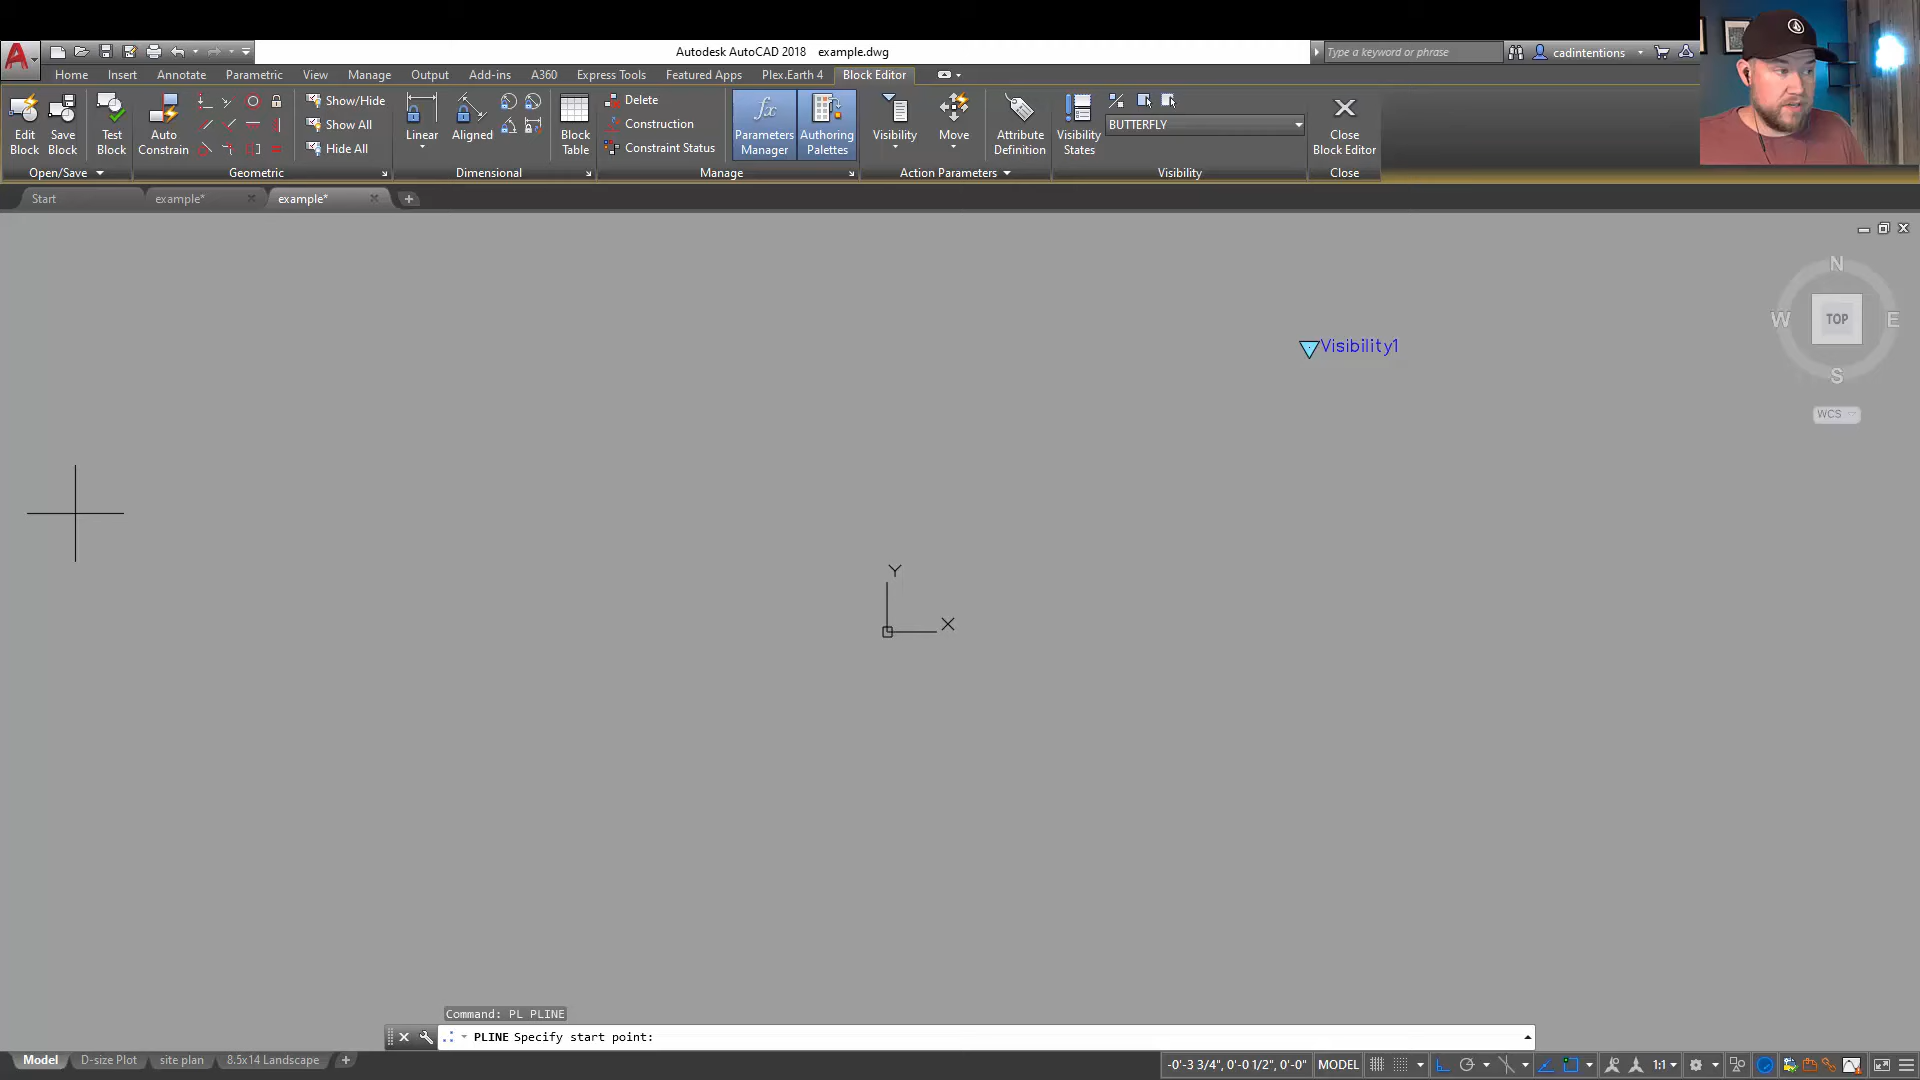 Autodesk AutoCAD 2018 example.dwg
Type a keyword or phrase
cadintentions
Home Insert Annotate Parametric View Manage Output Add-ins A360 Express Tools Featured Apps Plex.Earth 4 Block Editor
Edit Block
Save Block
Test Block
Auto Constrain
Show/Hide
Show All
Hide All
Linear
Aligned
Block Table
Delete
Construction
Constraint Status
fx
Parameters Manager
Authoring Palettes
Visibility
Move
Attribute Definition
Visibility States
BUTTERFLY
Close Block Editor
Open/Save Geometric Dimensional Manage Action Parameters Visibility Close
Start example* example*
N
W TOP E
S
WCS
Visibility1
Y
X
Command: PL PLINE
PLINE Specify start point:
Model D-size Plot site plan 8.5x14 Landscape
-0'-3 3/4", 0'-0 1/2", 0'-0" MODEL 1:1